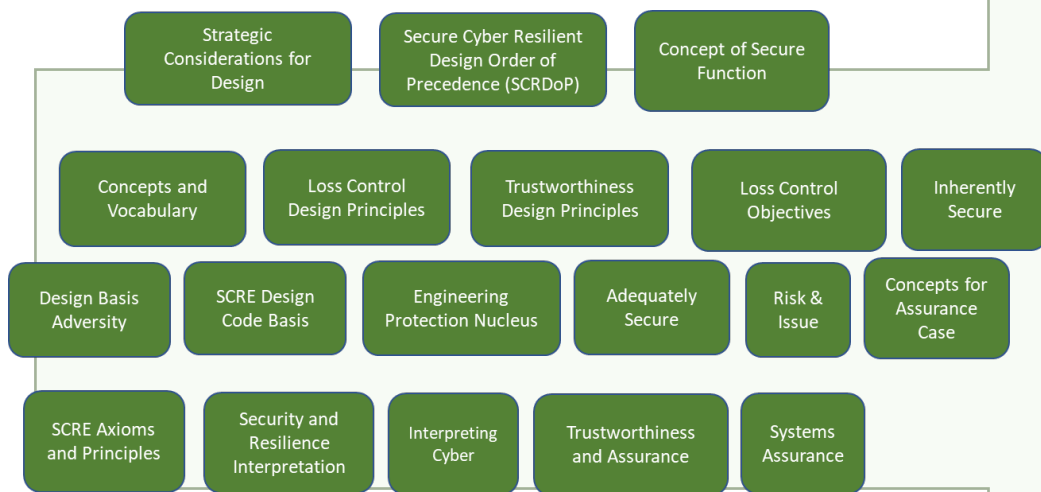 Strategic
Considerations for
Design
Secure Cyber Resilient
Design Order of
Precedence (SCRDoP)
Concept of Secure
Function
Concepts and
Vocabulary
Loss Control
Design Principles
Trustworthiness
Design Principles
Loss Control
Objectives
Inherently
Secure
Design Basis
Adversity
SCRE Design
Code Basis
Engineering
Protection Nucleus
Adequately
Secure
Risk &
Issue
Concepts for
Assurance
Case
SCRE Axioms
and Principles
Security and
Resilience
Interpretation
Interpreting
Cyber
Trustworthiness
and Assurance
Systems
Assurance